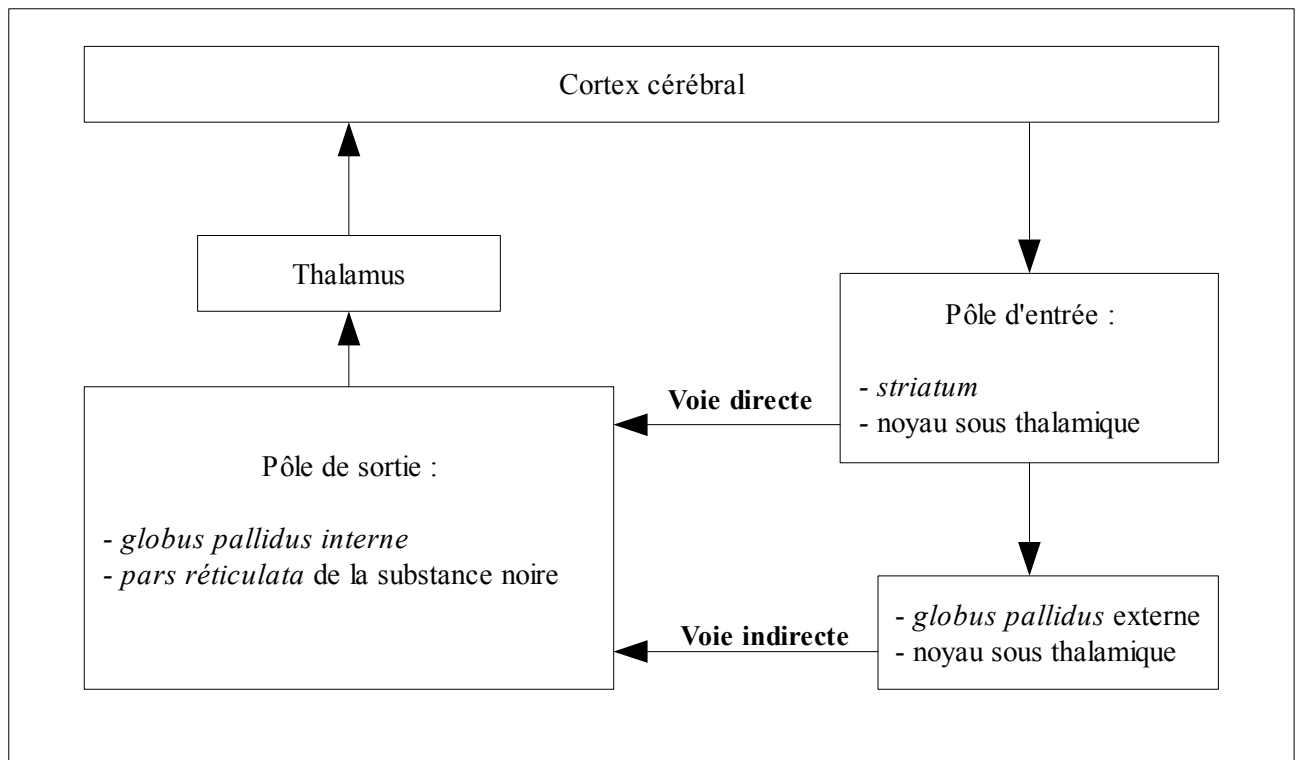 Cortex cérébral
Thalamus
Pôle d'entrée :
- striatum
- noyau sous thalamique
Voie directe
Pôle de sortie :
- globus pallidus interne
- pars réticulata de la substance noire
Voie indirecte
- globus pallidus externe
- noyau sous thalamique